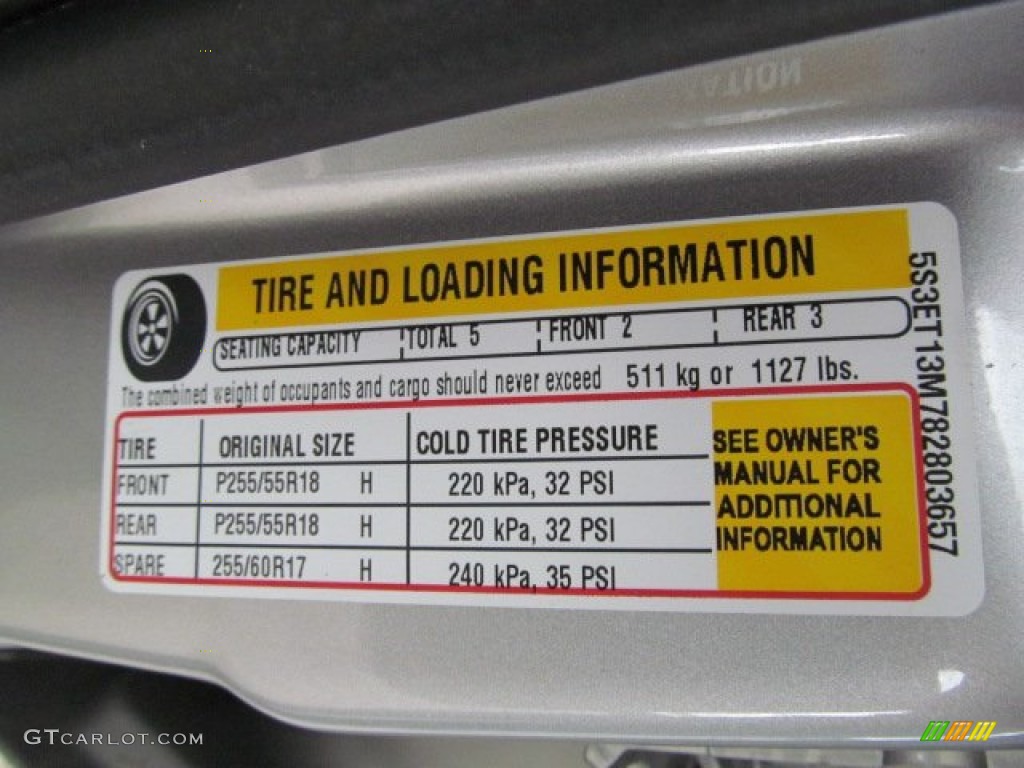 TIRE AND LOADING INFORMATION
SEATING CAPACITY TOTAL 5 FRONT 2 REAR 3
The combined weight of occupants and cargo should never exceed 511 kg or 1127 lbs.
TIRE ORIGINAL SIZE COLD TIRE PRESSURE
FRONT P255/55R18 H 220 kPa, 32 PSI
REAR P255/55R18 H 220 kPa, 32 PSI
SPARE 255/60R17 H 240 kPa, 35 PSI
SEE OWNER'S
MANUAL FOR
ADDITIONAL
INFORMATION
5S3ET13M782803657
GTCARLOT.COM